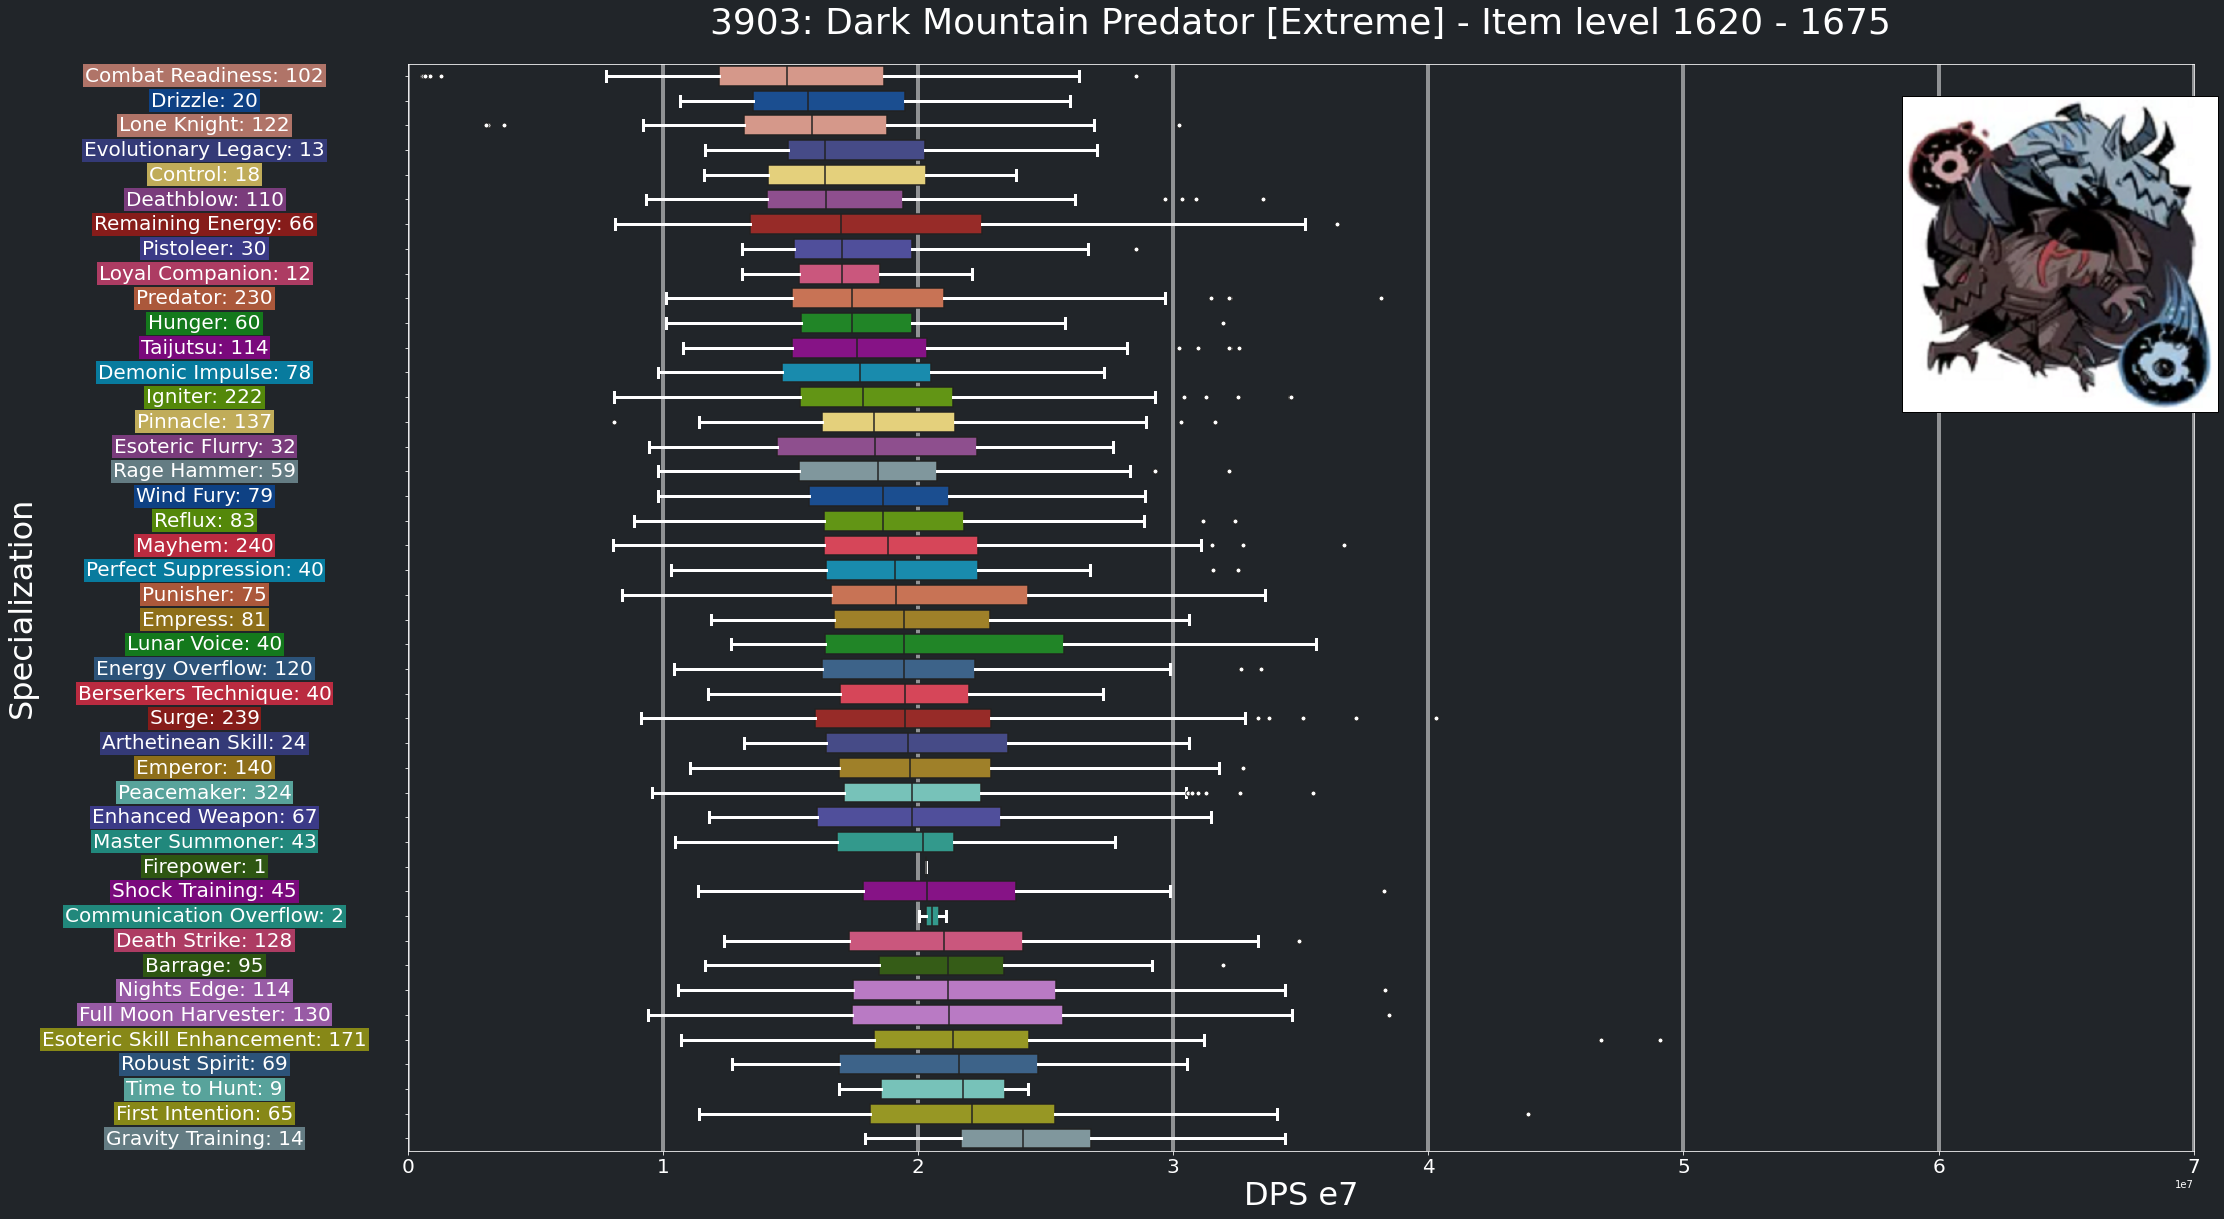 3903: Dark Mountain Predator [Extreme] - Item level 1620 - 1675
Combat Readiness: 102
Drizzle: 20
Lone Knight: 122
Evolutionary Legacy: 13
Control: 18
Deathblow: 110
Remaining Energy: 66
Pistoleer: 30
Loyal Companion: 12
Predator: 230
Hunger: 60
Taijutsu: 114
Demonic Impulse: 78
Igniter: 222
Pinnacle: 137
Esoteric Flurry: 32
Rage Hammer: 59
Wind Fury: 79
Reflux: 83
Mayhem: 240
Perfect Suppression: 40
Punisher: 75
Empress: 81
Lunar Voice: 40
Energy Overflow: 120
Berserkers Technique: 40
Surge: 239
Arthetinean Skill: 24
Emperor: 140
Peacemaker: 324
Enhanced Weapon: 67
Master Summoner: 43
Firepower: 1
Shock Training: 45
Communication Overflow: 2
Death Strike: 128
Barrage: 95
Nights Edge: 114
Full Moon Harvester: 130
Esoteric Skill Enhancement: 171
Robust Spirit: 69
Time to Hunt: 9
First Intention: 65
Gravity Training: 14
Specialization
0 1 2 3 4 5 6 7
DPS e7
1e7